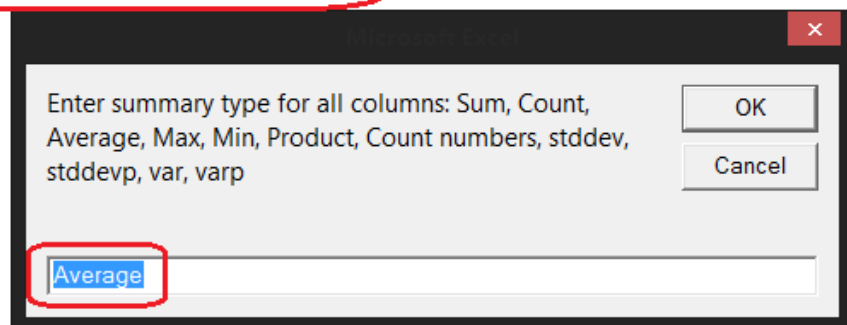 Microsoft Excel
Enter summary type for all columns: Sum, Count,
OK
Average, Max, Min, Product, Count numbers, stddev,
stddevp, var, varp
Cancel
Average